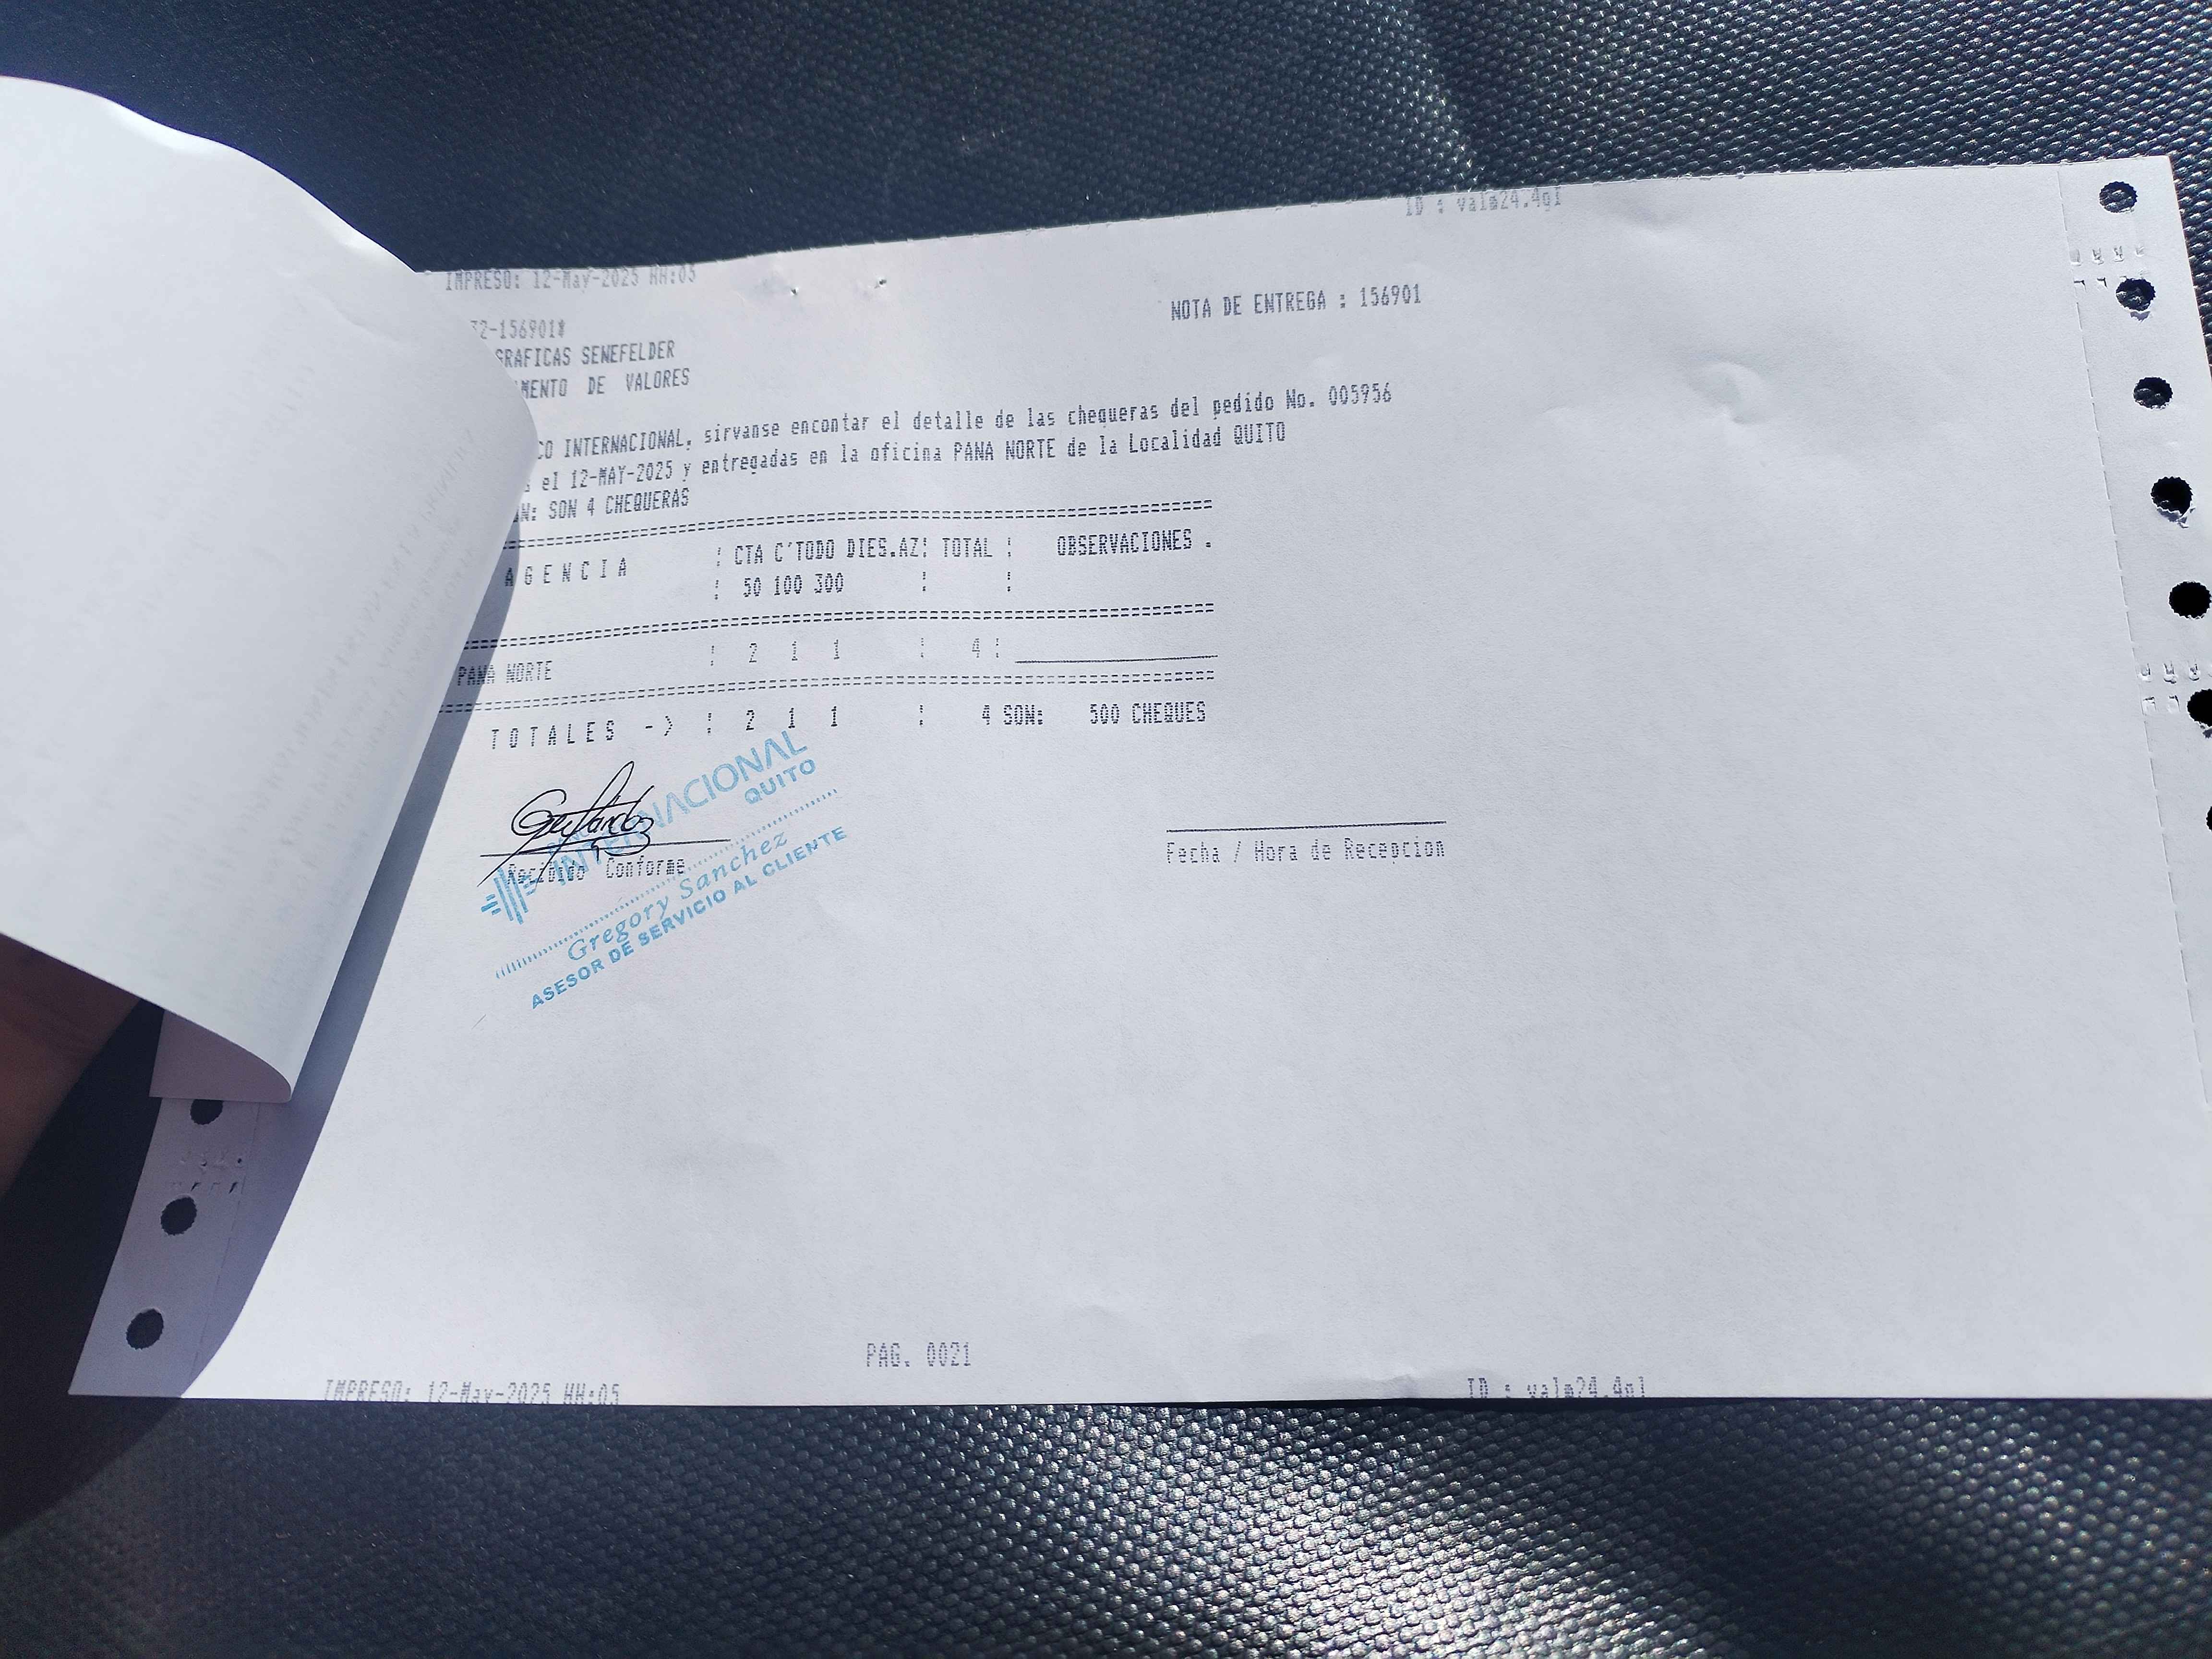 ID : valm24.4gl
IMPRESO: 12-May-2025 HH:05
NOTA DE ENTREGA : 156901
32-156901*
GRAFICAS SENEFELDER
MENTO DE VALORES
CO INTERNACIONAL, sirvanse encontar el detalle de las chequeras del pedido No. 005956
s el 12-MAY-2025 y entregadas en la oficina PANA NORTE de la Localidad QUITO
ON: SON 4 CHEQUERAS
================================================
A G E N C I A : CTA C'TODO DIES.AZ: TOTAL : OBSERVACIONES .
: 50 100 300 : :
================================================
PANA NORTE : 2 1 1 : 4 : ____________________
================================================
T O T A L E S -> : 2 1 1 : 4 SON: 500 CHEQUES
INTERNACIONAL
QUITO
Recibido Conforme
Fecha / Hora de Recepcion
Gregory Sanchez
ASESOR DE SERVICIO AL CLIENTE
PAG. 0021
IMPRESO: 12-May-2025 HH:05
ID : valm24.4gl